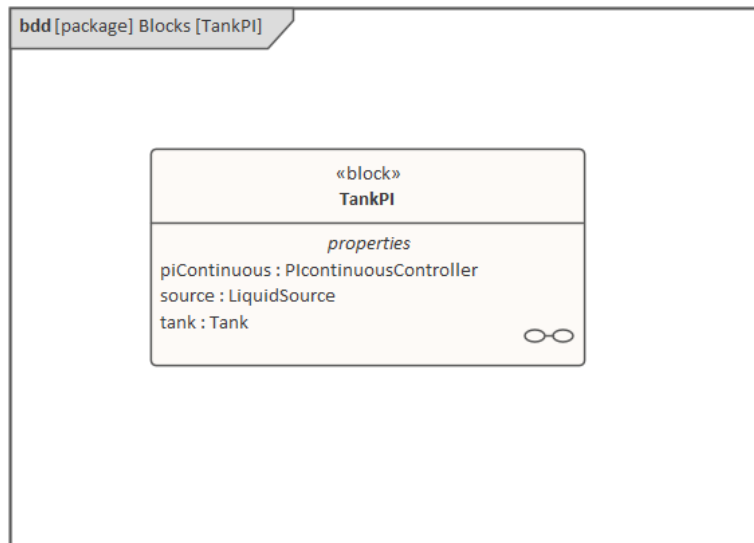 bdd [package] Blocks [TankPI]
«block»
TankPI
properties
piContinuous : PIcontinuousController
source : LiquidSource
tank : Tank